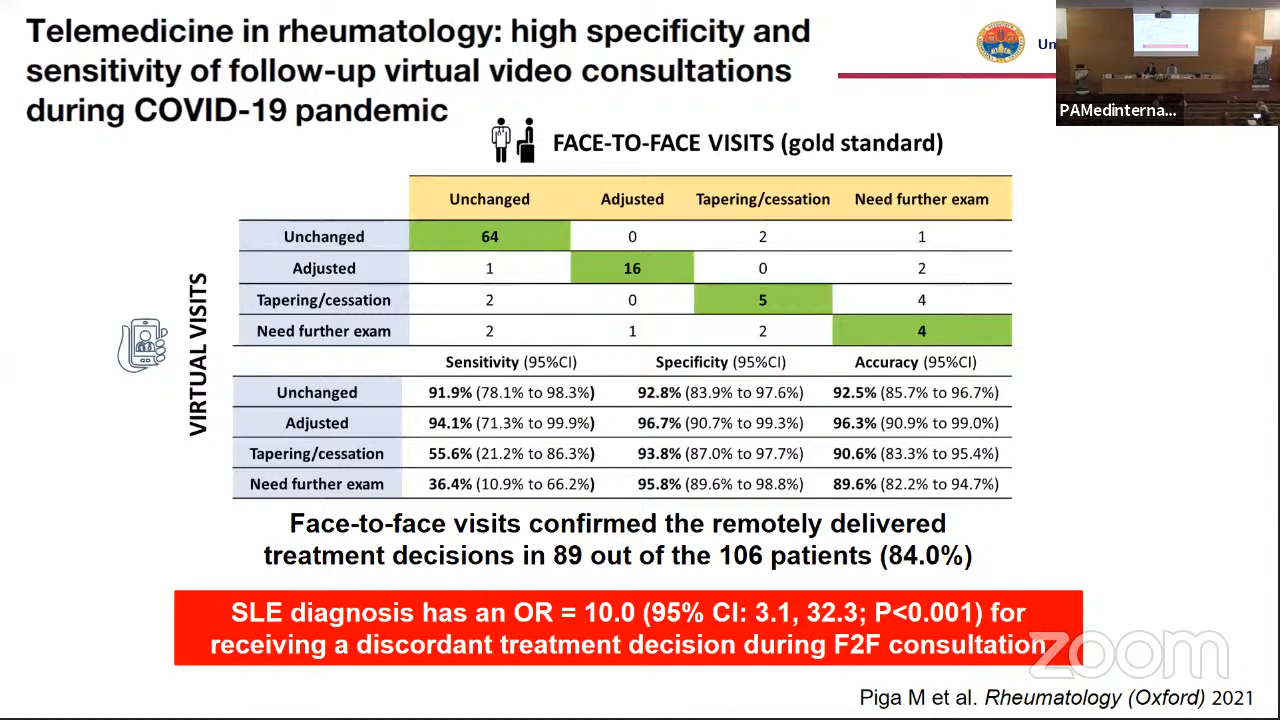 Telemedicine in rheumatology: high specificity and
sensitivity of follow-up virtual video consultations
during COVID-19 pandemic
Un
PAMedinterna...
FACE-TO-FACE VISITS (gold standard)
Unchanged Adjusted Tapering/cessation Need further exam
VIRTUAL VISITS
Unchanged 64 0 2 1
Adjusted 1 16 0 2
Tapering/cessation 2 0 5 4
Need further exam 2 1 2 4
Sensitivity (95%CI) Specificity (95%CI) Accuracy (95%CI)
Unchanged 91.9% (78.1% to 98.3%) 92.8% (83.9% to 97.6%) 92.5% (85.7% to 96.7%)
Adjusted 94.1% (71.3% to 99.9%) 96.7% (90.7% to 99.3%) 96.3% (90.9% to 99.0%)
Tapering/cessation 55.6% (21.2% to 86.3%) 93.8% (87.0% to 97.7%) 90.6% (83.3% to 95.4%)
Need further exam 36.4% (10.9% to 66.2%) 95.8% (89.6% to 98.8%) 89.6% (82.2% to 94.7%)
Face-to-face visits confirmed the remotely delivered
treatment decisions in 89 out of the 106 patients (84.0%)
SLE diagnosis has an OR = 10.0 (95% CI: 3.1, 32.3; P<0.001) for
receiving a discordant treatment decision during F2F consultation
zoom
Piga M et al. Rheumatology (Oxford) 2021